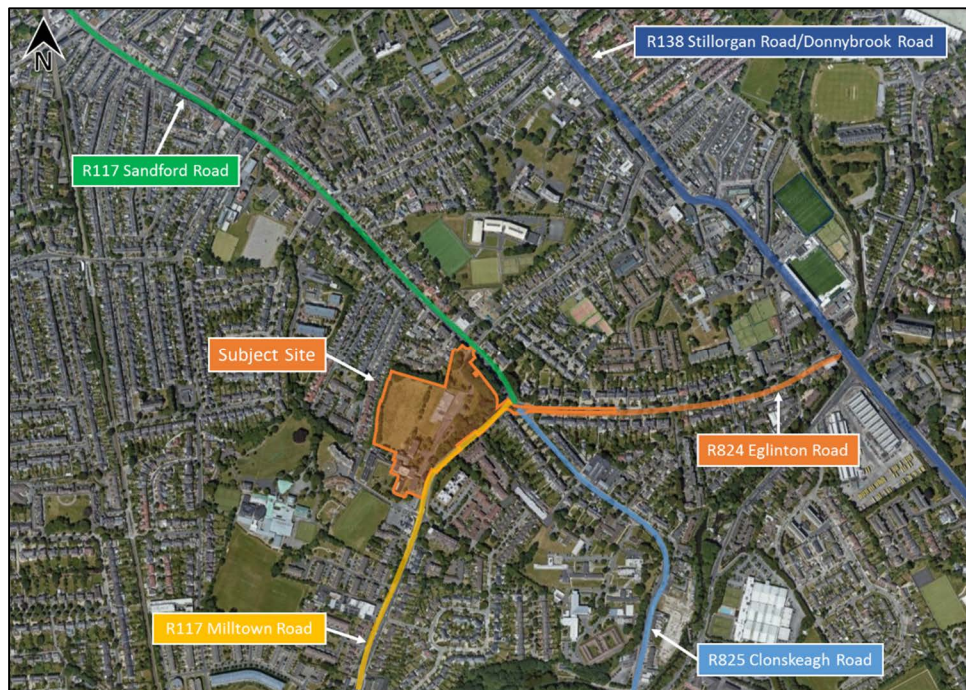 R138 Stillorgan Road/Donnybrook Road
N
R117 Sandford Road
Subject Site
R824 Eglinton Road
R117 Milltown Road
R825 Clonskeagh Road